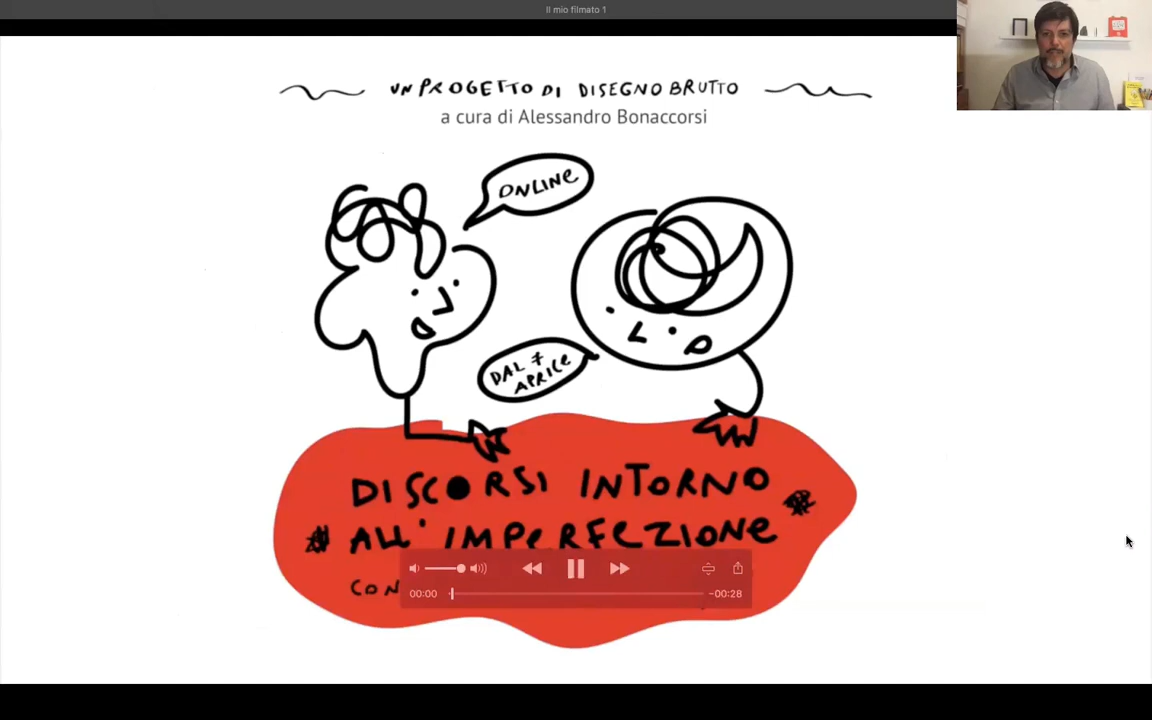 Il mio filmato 1
UN PROGETTO DI DISEGNO BRUTTO
a cura di Alessandro Bonaccorsi
ONLINE
DAL 7
APRILE
DISCORSI INTORNO
ALL'IMPERFEZIONE
CON
00:00
-00:28